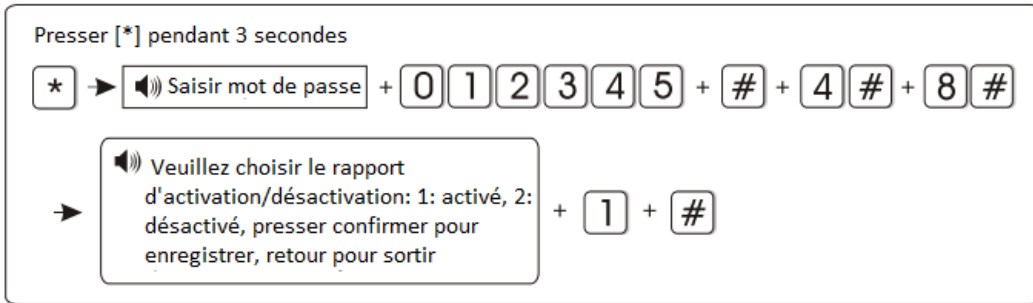 Presser [*] pendant 3 secondes
* Saisir mot de passe + 0 1 2 3 4 5 + # + 4 # + 8 #
Veuillez choisir le rapport
d'activation/désactivation: 1: activé, 2:
désactivé, presser confirmer pour + 1 + #
enregistrer, retour pour sortir